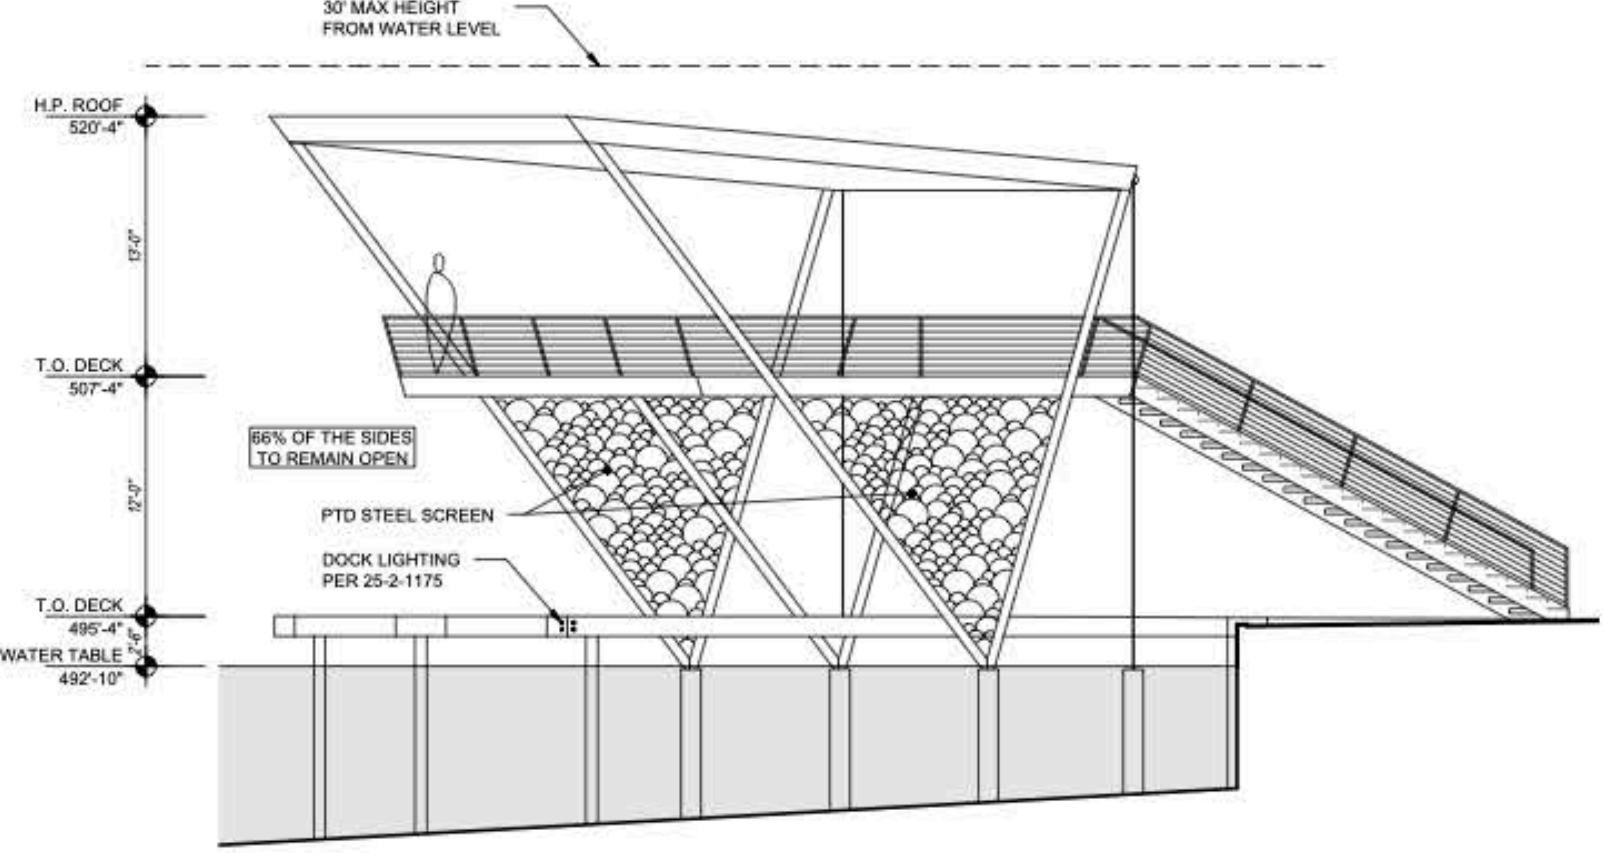 30' MAX HEIGHT
FROM WATER LEVEL
H.P. ROOF
520'-4"
13'-0"
T.O. DECK
507'-4"
66% OF THE SIDES
TO REMAIN OPEN
12'-0"
PTD STEEL SCREEN
DOCK LIGHTING
PER 25-2-1175
T.O. DECK
495'-4"
2'-6"
WATER TABLE
492'-10"